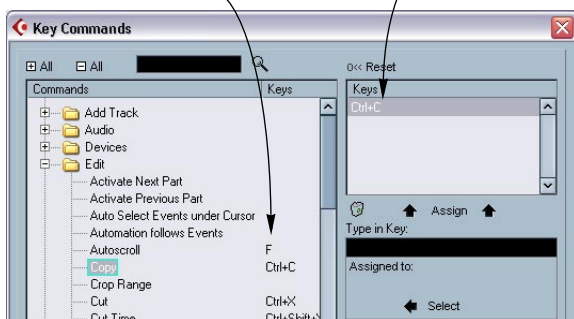 Key Commands
All All
o<< Reset
Commands Keys
Keys
Ctrl+C
Add Track
Audio
Devices
Edit
Activate Next Part
Activate Previous Part
Auto Select Events under Cursor
Automation follows Events
Autoscroll F
Copy Ctrl+C
Crop Range
Cut Ctrl+X
Cut Time
Assign
Type in Key:
Assigned to:
Select